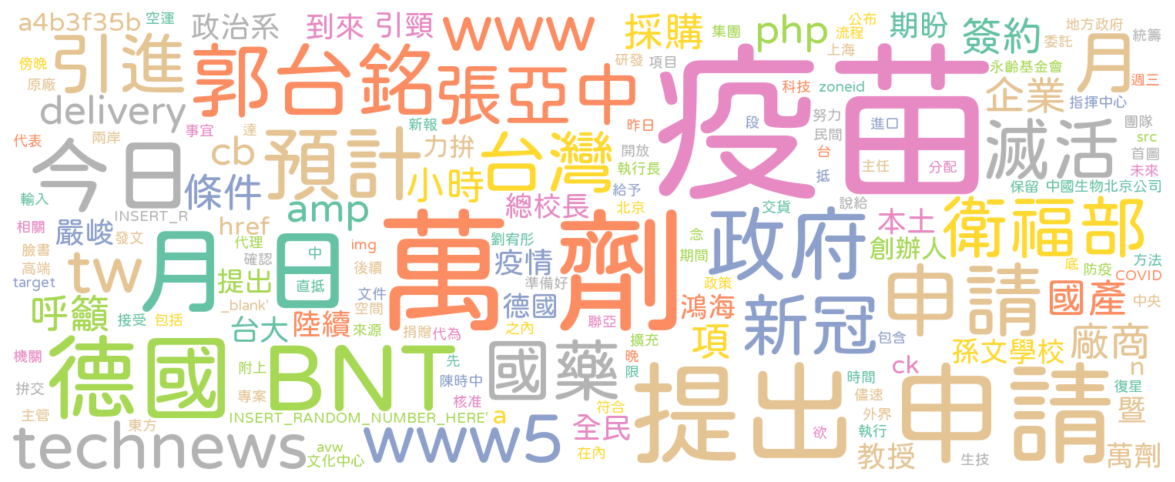 a4b3f35b 空運 政治系 到來 引頸 www 採購 集團 php 公布 流程 上海 期盼 簽約 地方政府 委託 統籌
傍晚 原廠 引進 郭台銘 張亞中 研發 項目 疫苗 永齡基金會 月 週三
delivery 科技 zoneid 企業 指揮中心
代表 兩岸 事宜 達 新報 昨日 段 努力 民間 進口 滅活 團隊 src
今日 cb 預計 力拚 台灣 開放 執行長 台 抵 主任 分配 首圖 未來
輸入 條件 小時 給予 保留 中國生物北京公司
相關 嚴峻 INSERT_R 發文 href amp 總校長 北京 交貨 說給 本土 衛福部
臉書 高端 tw 月日 代理 確認 中 img 劉宥彤 疫情 萬劑 念 期間 政府 創辦人 方法
target 提出 直抵 後續 準備好 政策 底 防疫 COVID
呼籲 _blank' 文件 空間 德國 鴻海 新冠 申請 國產 中央
接受 包括 台大 陸續 來源 捐贈 代為 之內 聯亞 擴充 項 包含 孫文學校 廠商
機關 德國 BNT 附上 先 陳時中 國藥 晚 限 ck n
拚交 專案 核准 時間 儘速 復星
主管 東方 INSERT_RANDOM_NUMBER_HERE' a 符合 全民 提出申請 外界 執行 暨
technews avw 文化中心 www5 在內 欲 教授 生技 萬劑